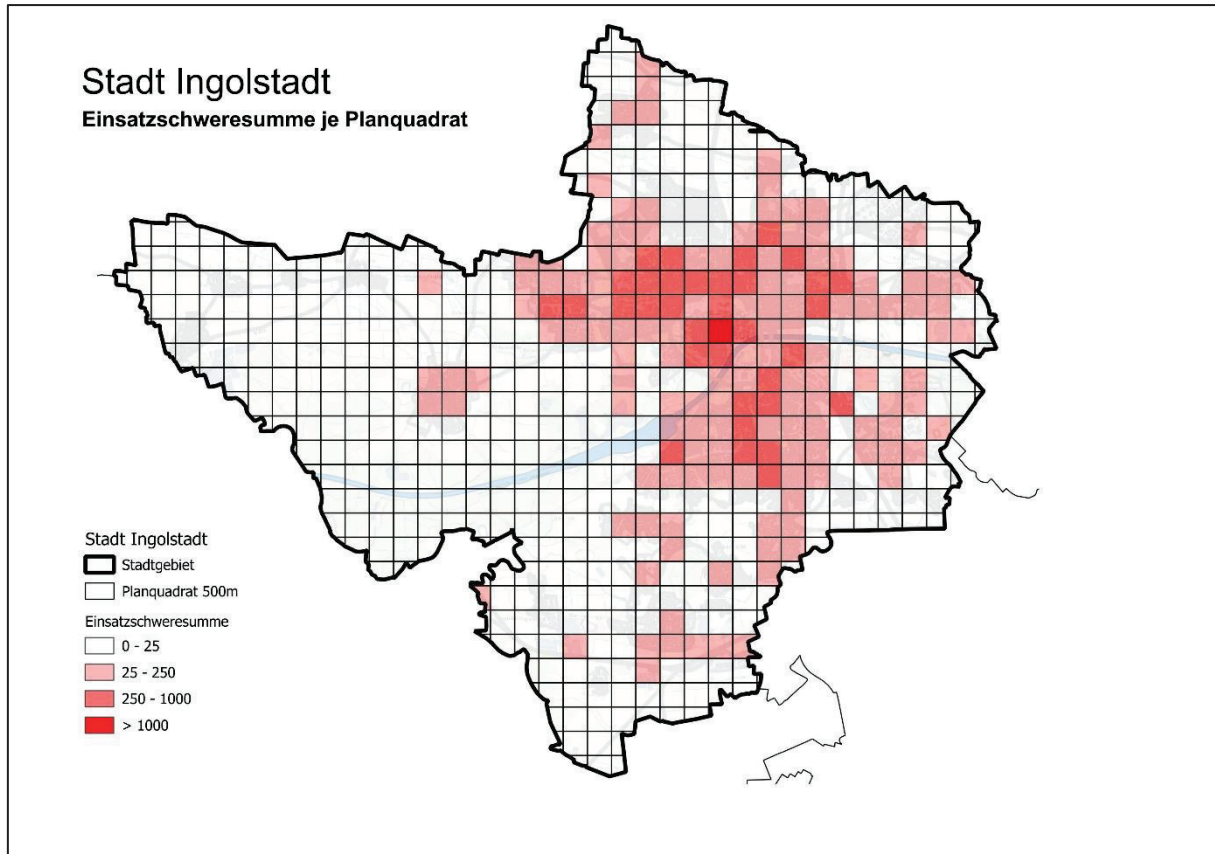 Stadt Ingolstadt
Einsatzschweresumme je Planquadrat
Stadt Ingolstadt
Stadtgebiet
Planquadrat 500m
Einsatzschweresumme
0 - 25
25 - 250
250 - 1000
> 1000